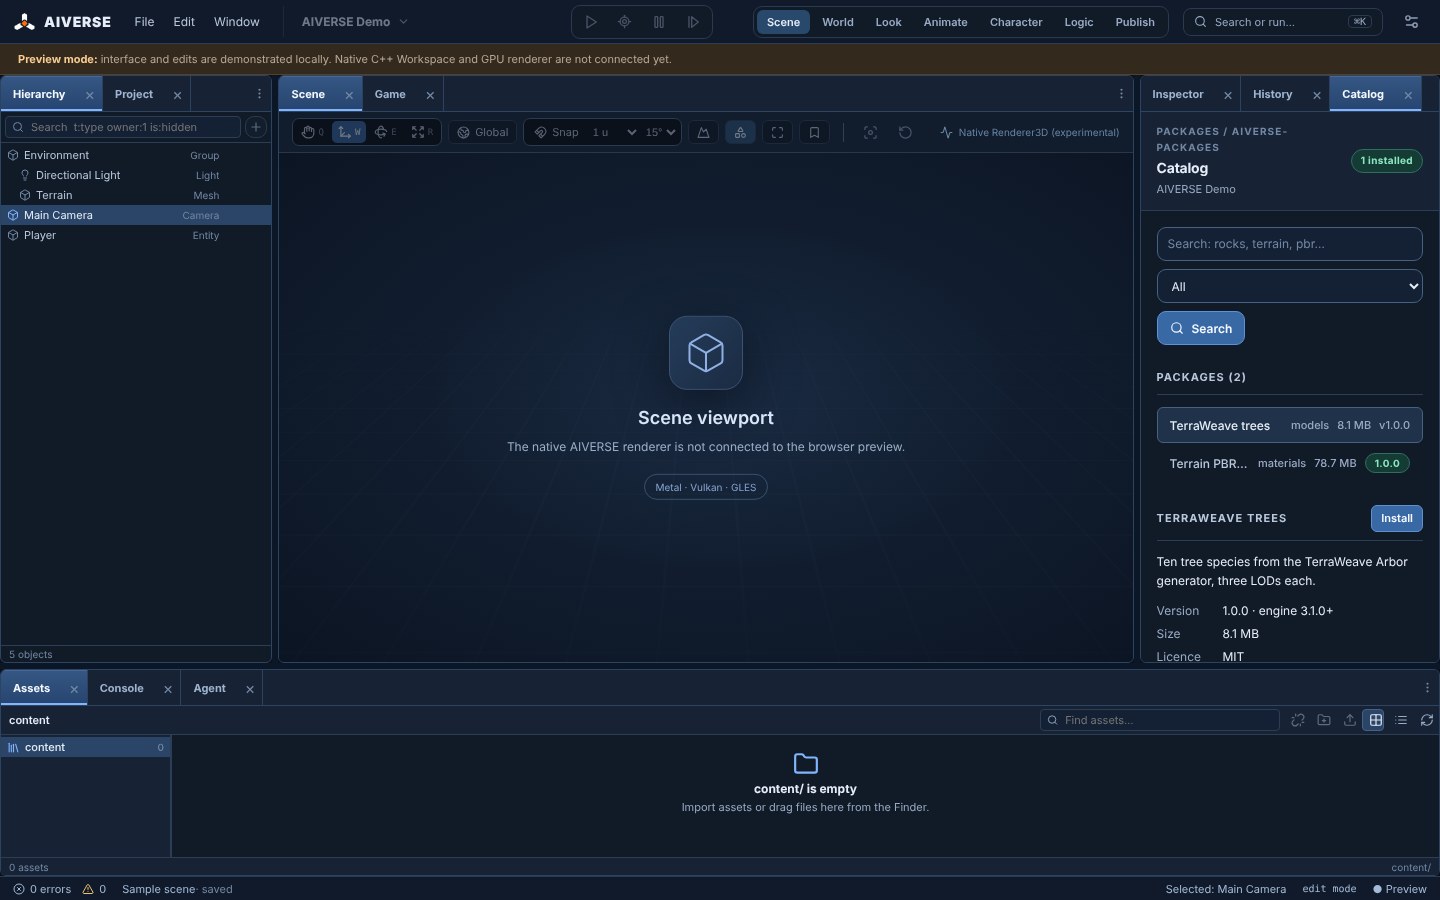 AIVERSE File Edit Window AIVERSE Demo Scene World Look Animate Character Logic Publish Search or run... ⌘K
Preview mode: interface and edits are demonstrated locally. Native C++ Workspace and GPU renderer are not connected yet.
Hierarchy Project
Search t:type owner:1 is:hidden
Environment Group
Directional Light Light
Terrain Mesh
Main Camera Camera
Player Entity
5 objects
Scene Game
Q W E R Global Snap 1 u 15° Native Renderer3D (experimental)
Scene viewport
The native AIVERSE renderer is not connected to the browser preview.
Metal · Vulkan · GLES
Inspector History Catalog
PACKAGES / AIVERSE-
PACKAGES
Catalog
AIVERSE Demo
1 installed
Search: rocks, terrain, pbr...
All
Search
PACKAGES (2)
TerraWeave trees models 8.1 MB v1.0.0
Terrain PBR... materials 78.7 MB 1.0.0
TERRAWEAVE TREES Install
Ten tree species from the TerraWeave Arbor
generator, three LODs each.
Version 1.0.0 · engine 3.1.0+
Size 8.1 MB
Licence MIT
Assets Console Agent
content Find assets...
content 0
content/ is empty
Import assets or drag files here from the Finder.
0 assets content/
0 errors 0 Sample scene · saved Selected: Main Camera edit mode Preview